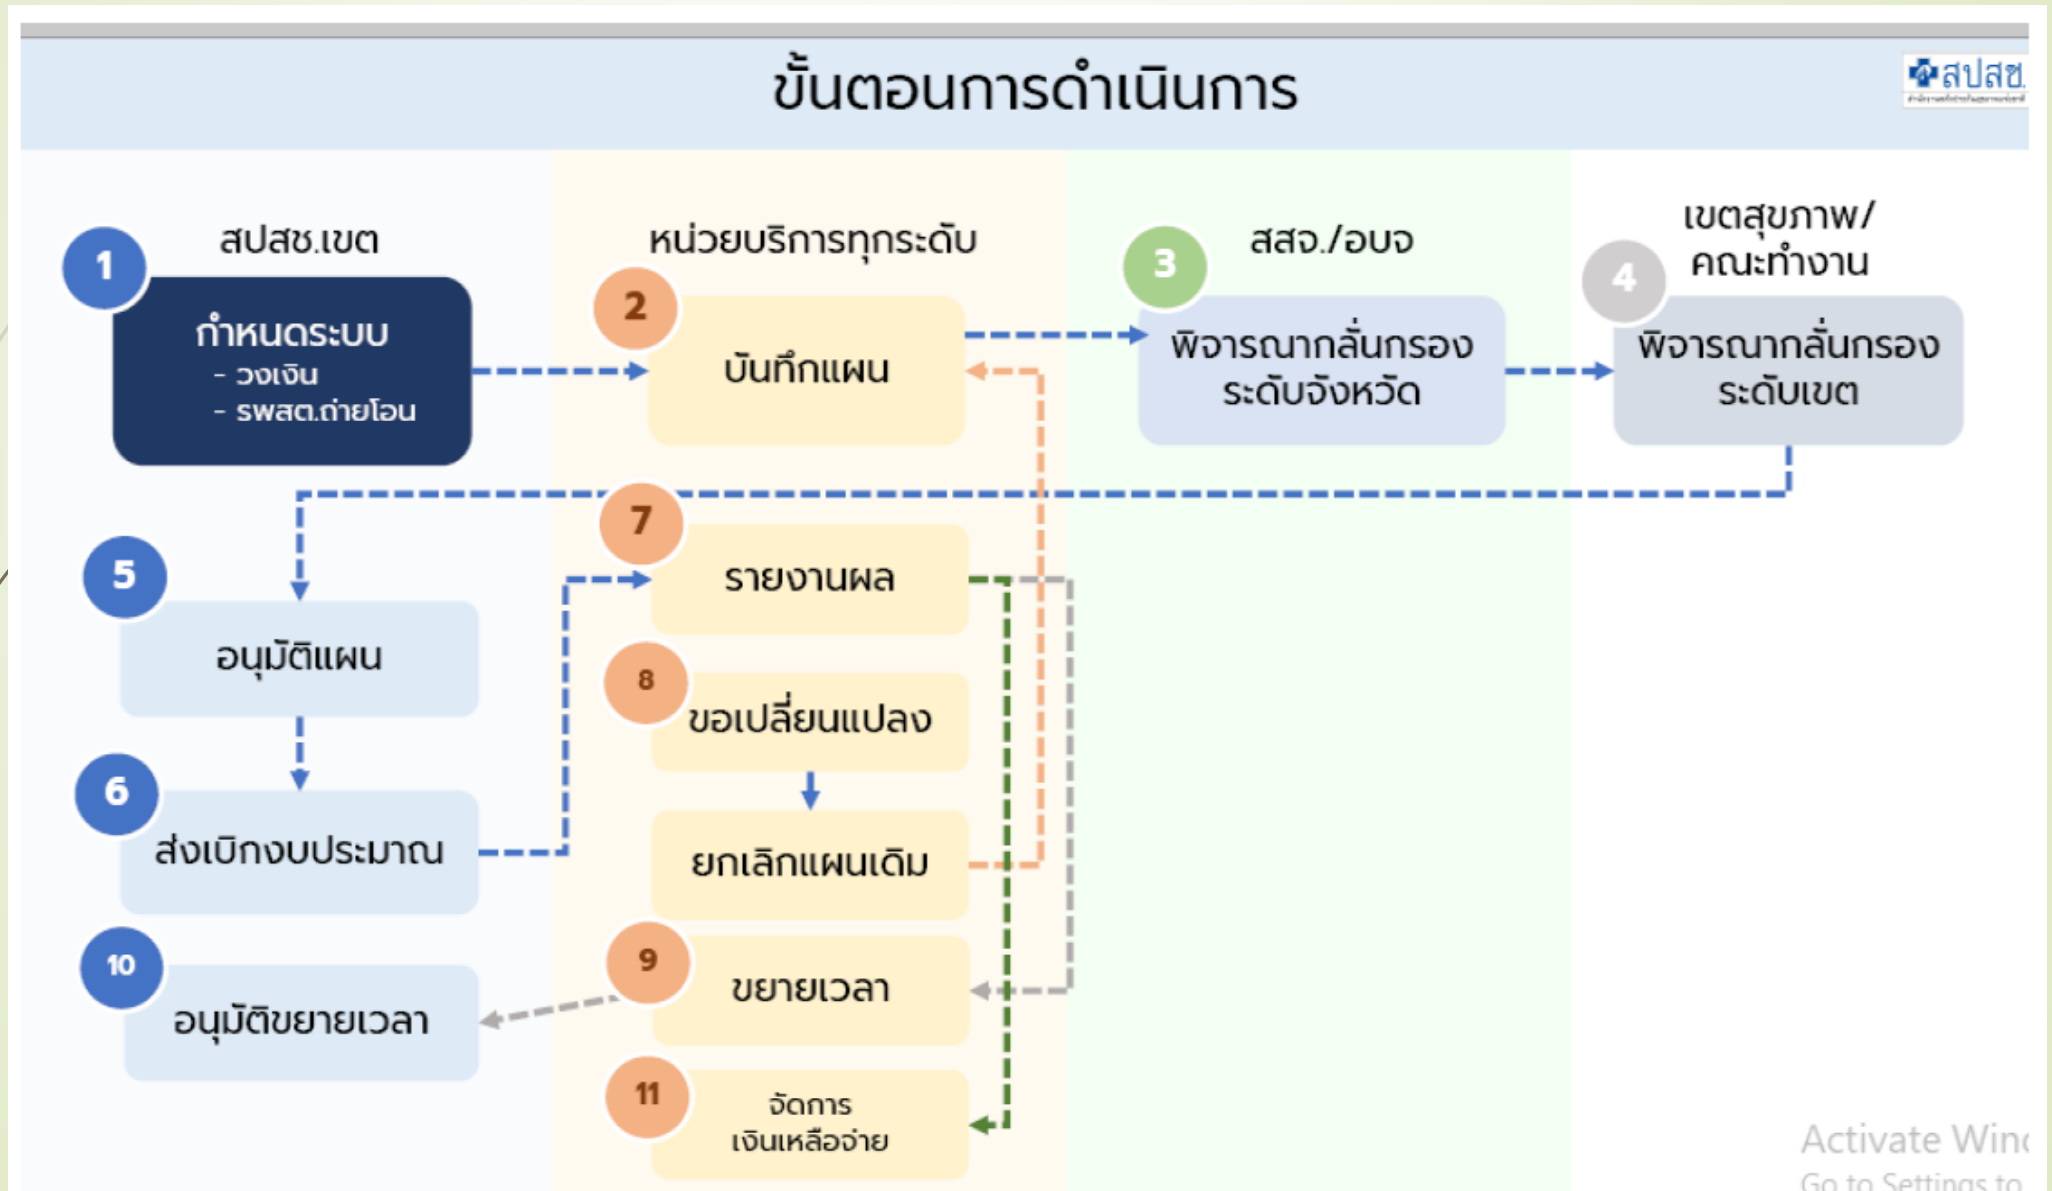 ขั้นตอนการดำเนินการ
สปสช.
สปสช.เขต
หน่วยบริการทุกระดับ
สสจ./อบจ
เขตสุขภาพ/
คณะทำงาน
1
กำหนดระบบ
- วงเงิน
- รพสต.ถ่ายโอน
2
บันทึกแผน
3
พิจารณากลั่นกรอง
ระดับจังหวัด
4
พิจารณากลั่นกรอง
ระดับเขต
5
อนุมัติแผน
6
ส่งเบิกงบประมาณ
7
รายงานผล
8
ขอเปลี่ยนแปลง
ยกเลิกแผนเดิม
9
ขยายเวลา
10
อนุมัติขยายเวลา
11
จัดการ
เงินเหลือจ่าย
Activate Win
Go to Settings to